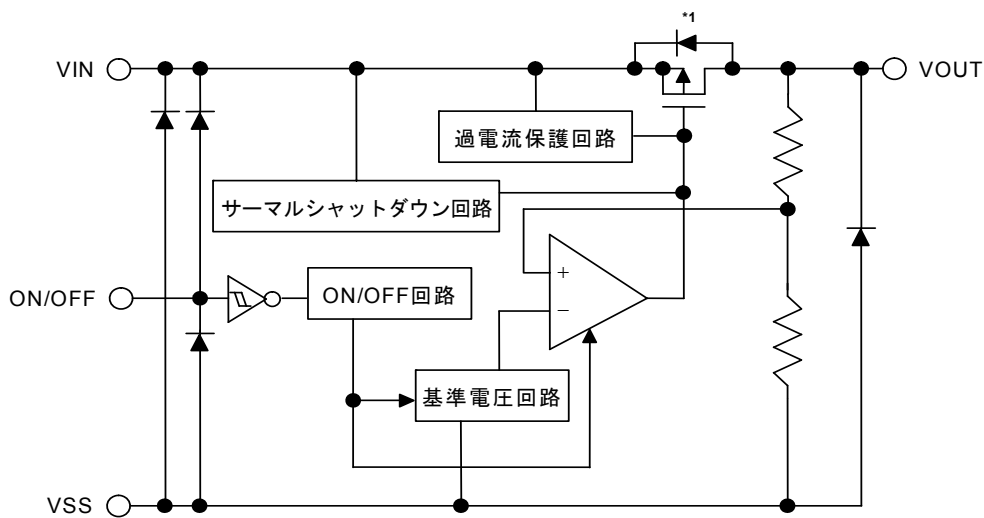 *1
VIN
VOUT
過電流保護回路
サーマルシャットダウン回路
+
−
ON/OFF
ON/OFF回路
基準電圧回路
VSS